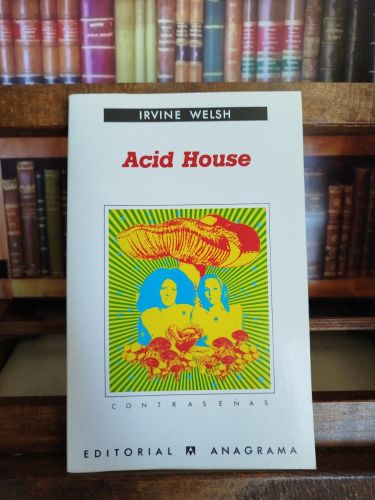 IRVINE WELSH
Acid House
CONTRASEÑAS
EDITORIAL A ANAGRAMA